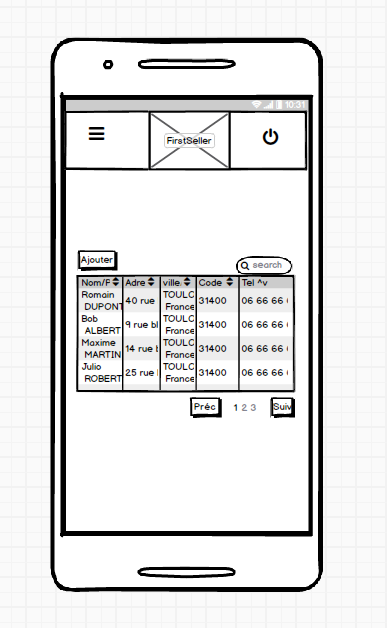 10:31
FirstSeller
Ajouter
search
Nom/P Adre ville Code Tel ^v
Romain DUPONT 40 rue TOULC France 31400 06 66 66
Bob ALBERT 9 rue bl TOULC France 31400 06 66 66
Maxime MARTIN 14 rue b TOULC France 31400 06 66 66
Julio ROBERT 25 rue TOULC France 31400 06 66 66
Préc 1 2 3 Suiv